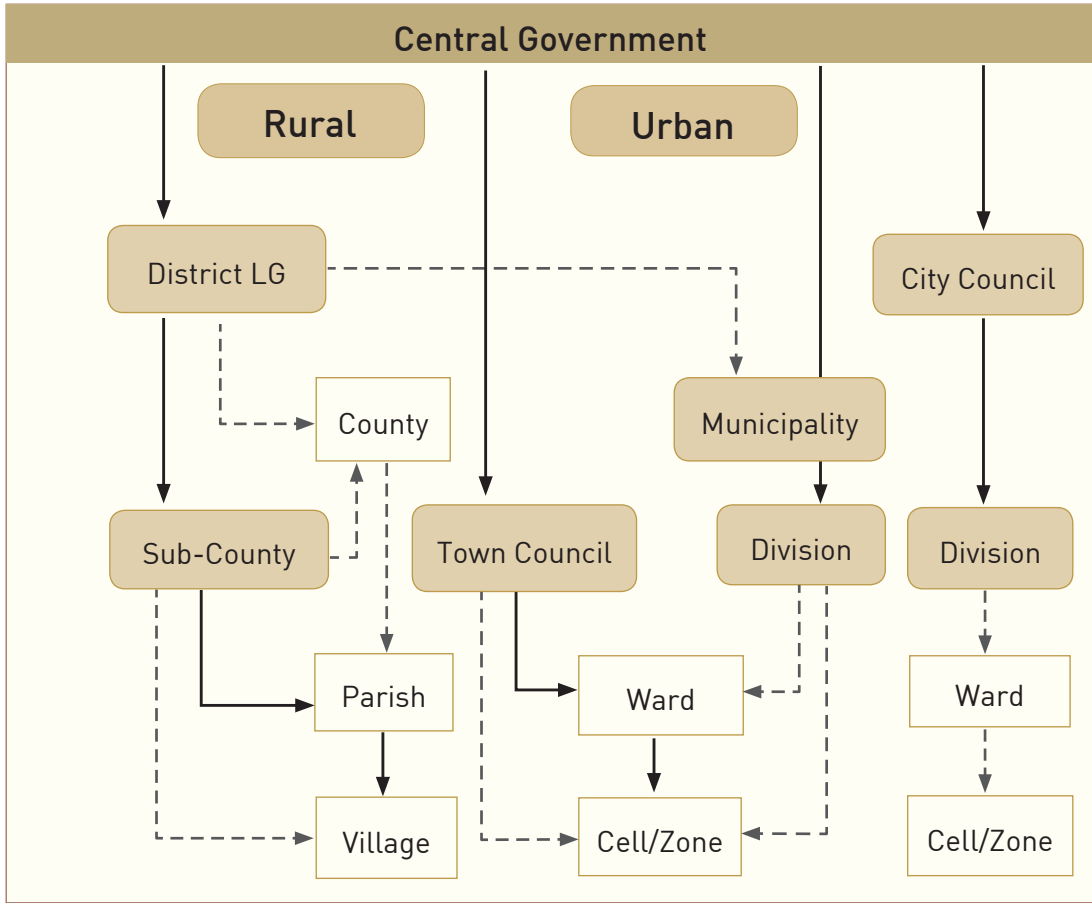 Central Government
Rural
Urban
District LG
City Council
County
Municipality
Sub-County
Town Council
Division
Division
Parish
Ward
Ward
Village
Cell/Zone
Cell/Zone